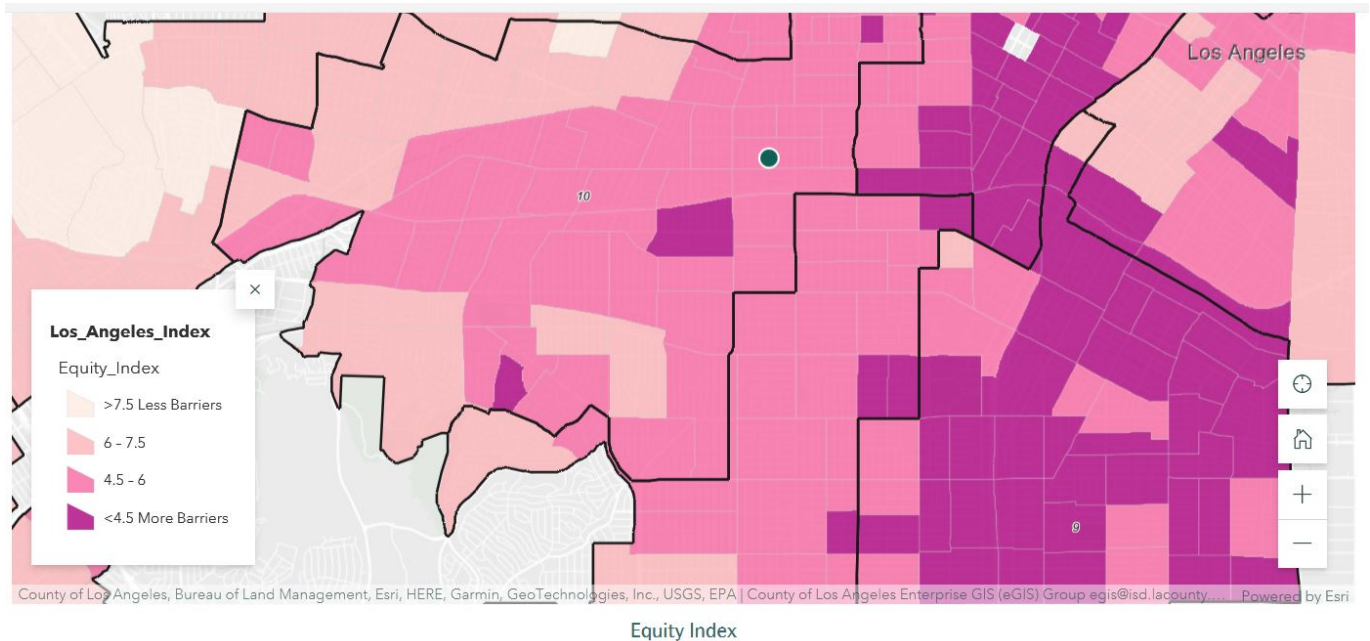 Los Angeles
10
Los_Angeles_Index
Equity_Index
>7.5 Less Barriers
6 - 7.5
4.5 - 6
<4.5 More Barriers
9
County of Los Angeles, Bureau of Land Management, Esri, HERE, Garmin, GeoTechnologies, Inc., USGS, EPA | County of Los Angeles Enterprise GIS (eGIS) Group egis@isd.lacounty.... Powered by Esri
Equity Index